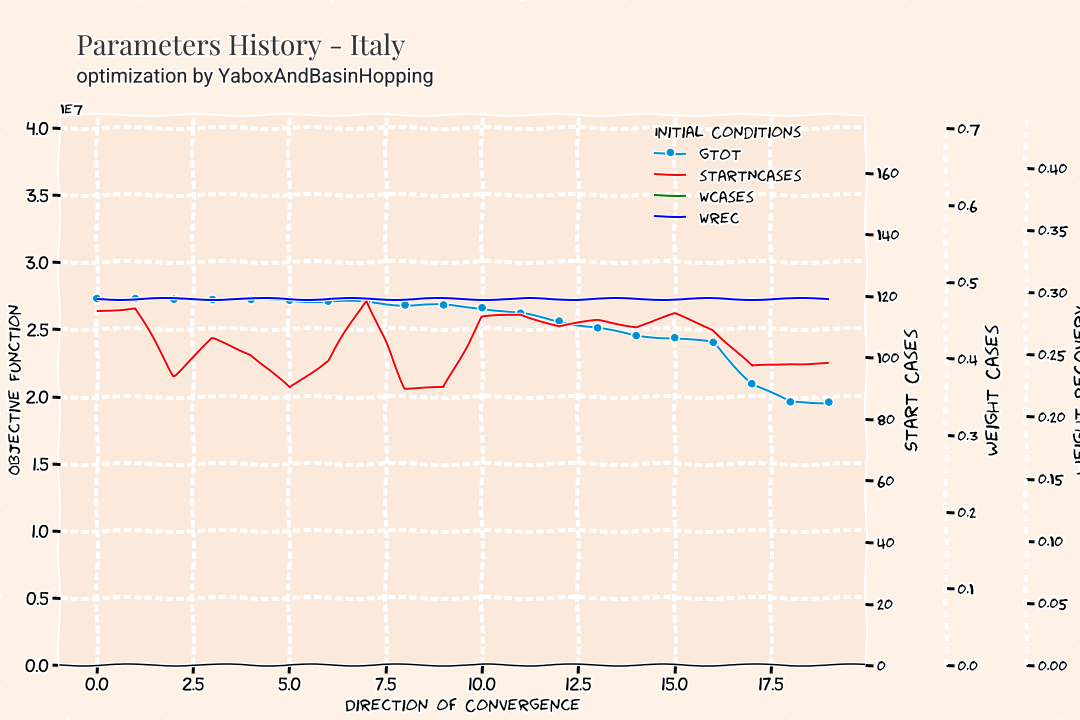 Parameters History - Italy
optimization by YaboxAndBasinHopping
1E7
4.0
3.5
3.0
2.5
2.0
1.5
1.0
0.5
0.0
OBJECTIVE FUNCTION
INITIAL CONDITIONS
GTOT
STARTNCASES
WCASES
WREC
0.0 2.5 5.0 7.5 10.0 12.5 15.0 17.5
DIRECTION OF CONVERGENCE
160
140
120
100
80
60
40
20
0
START CASES
0.7
0.6
0.5
0.4
0.3
0.2
0.1
0.0
WEIGHT CASES
0.40
0.35
0.30
0.25
0.20
0.15
0.10
0.05
0.00